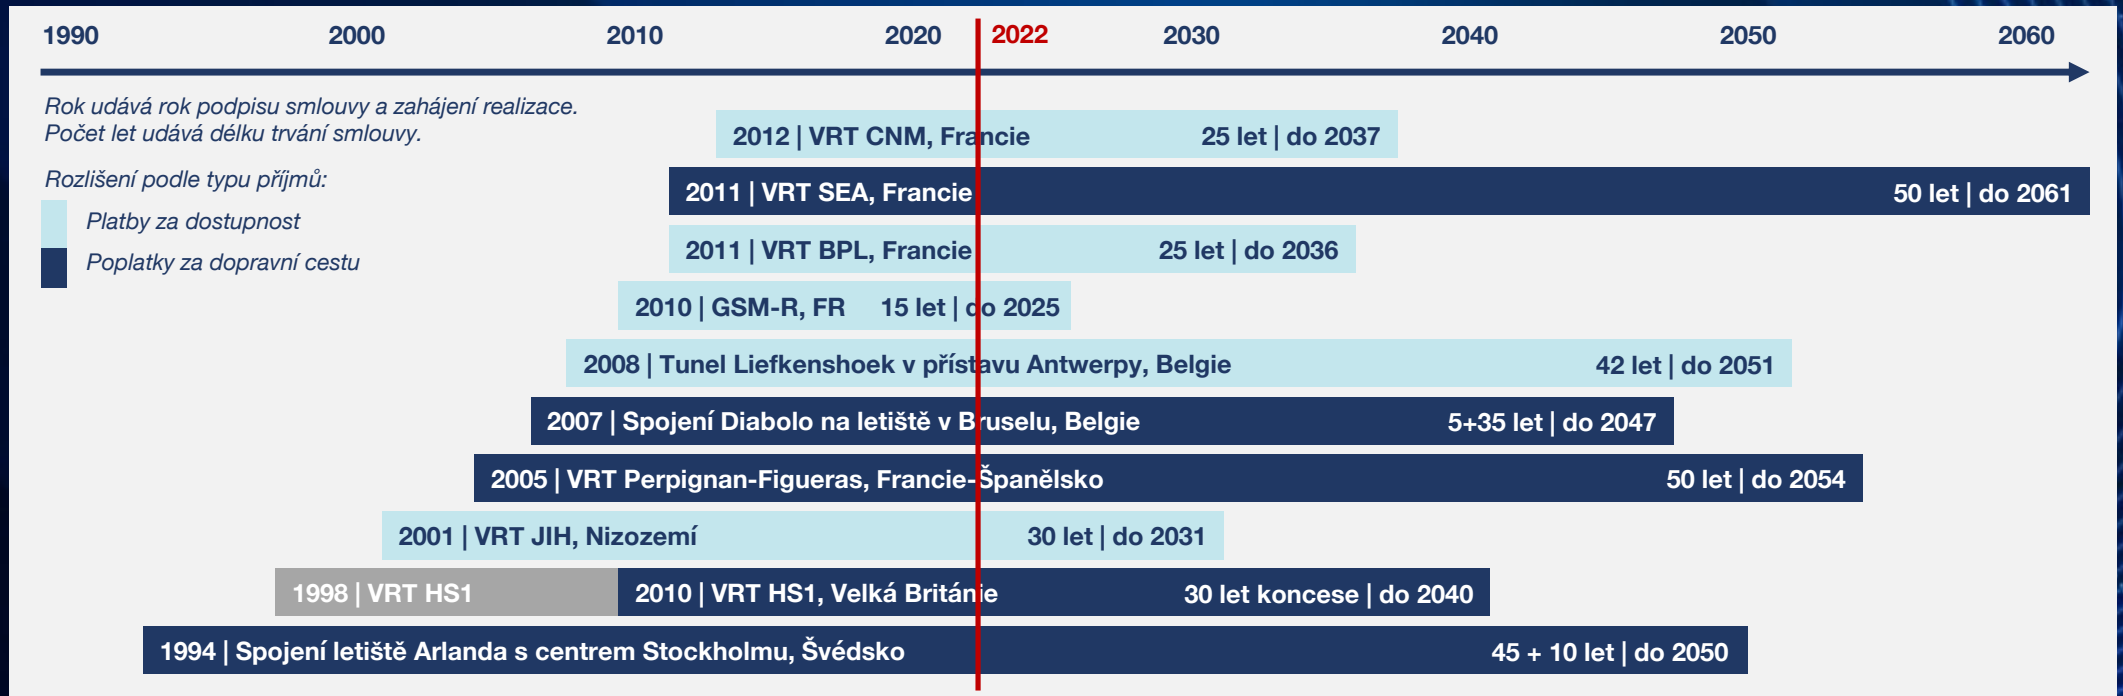 1990 2000 2010 2020 2022 2030 2040 2050 2060
Rok udává rok podpisu smlouvy a zahájení realizace.
Počet let udává délku trvání smlouvy.
Rozlišení podle typu příjmů:
Platby za dostupnost
Poplatky za dopravní cestu
2012 | VRT CNM, Francie 25 let | do 2037
2011 | VRT SEA, Francie 50 let | do 2061
2011 | VRT BPL, Francie 25 let | do 2036
2010 | GSM-R, FR 15 let | do 2025
2008 | Tunel Liefkenshoek v přístavu Antwerpy, Belgie 42 let | do 2051
2007 | Spojení Diabolo na letiště v Bruselu, Belgie 5+35 let | do 2047
2005 | VRT Perpignan-Figueras, Francie-Španělsko 50 let | do 2054
2001 | VRT JIH, Nizozemí 30 let | do 2031
1998 | VRT HS1 2010 | VRT HS1, Velká Británie 30 let koncese | do 2040
1994 | Spojení letiště Arlanda s centrem Stockholmu, Švédsko 45 + 10 let | do 2050